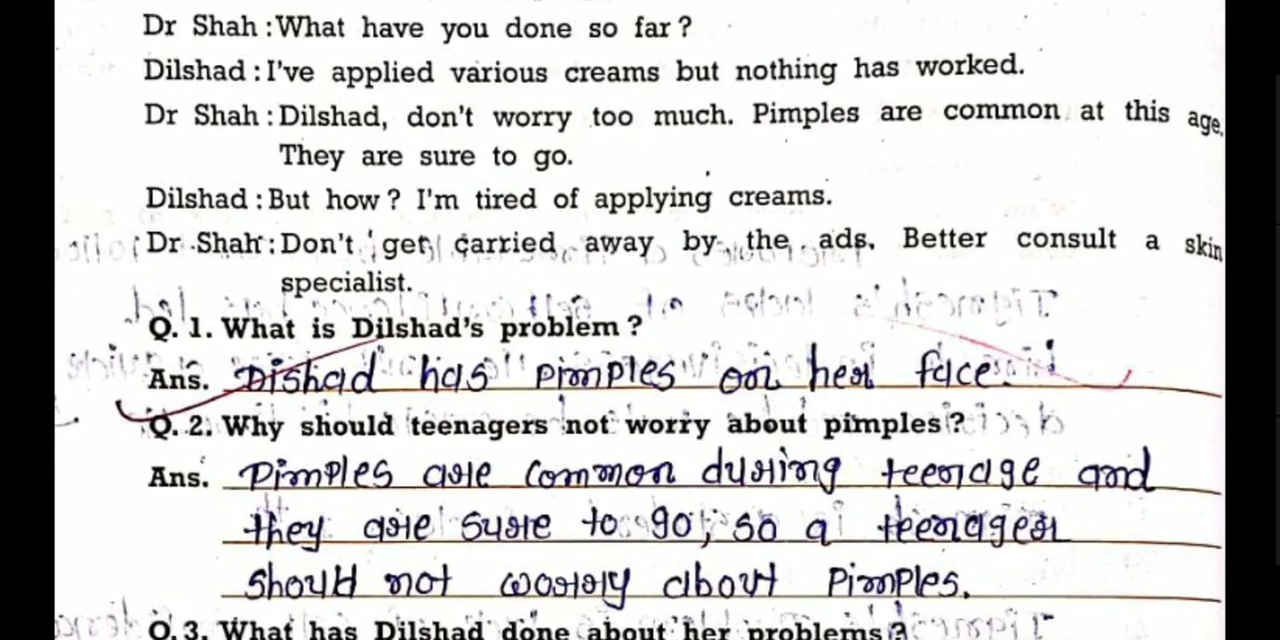 Dr Shah : What have you done so far ?
Dilshad : I've applied various creams but nothing has worked.
Dr Shah : Dilshad, don't worry too much. Pimples are common at this age.
They are sure to go.
Dilshad : But how ? I'm tired of applying creams.
Dr Shah : Don't get carried away by the ads. Better consult a skin
specialist.
Q. 1. What is Dilshad's problem ?
Ans. Dishad has pimples on her face.
Q. 2. Why should teenagers not worry about pimples ?
Ans. Pimples are common during teenage and
they are sure to go, so a teenager
should not worry about Pimples.
Q. 3. What has Dilshad done about her problems ?